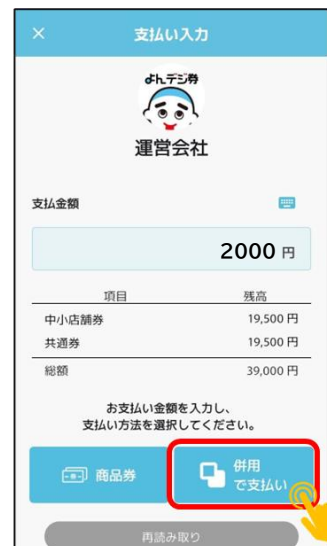 ×
支払い入力
よんデジ券
運営会社
支払金額
2000 円
項目 残高
中小店舗券 19,500 円
共通券 19,500 円
総額 39,000 円
お支払い金額を入力し、
支払い方法を選択してください。
商品券
併用
で支払い
再読み取り